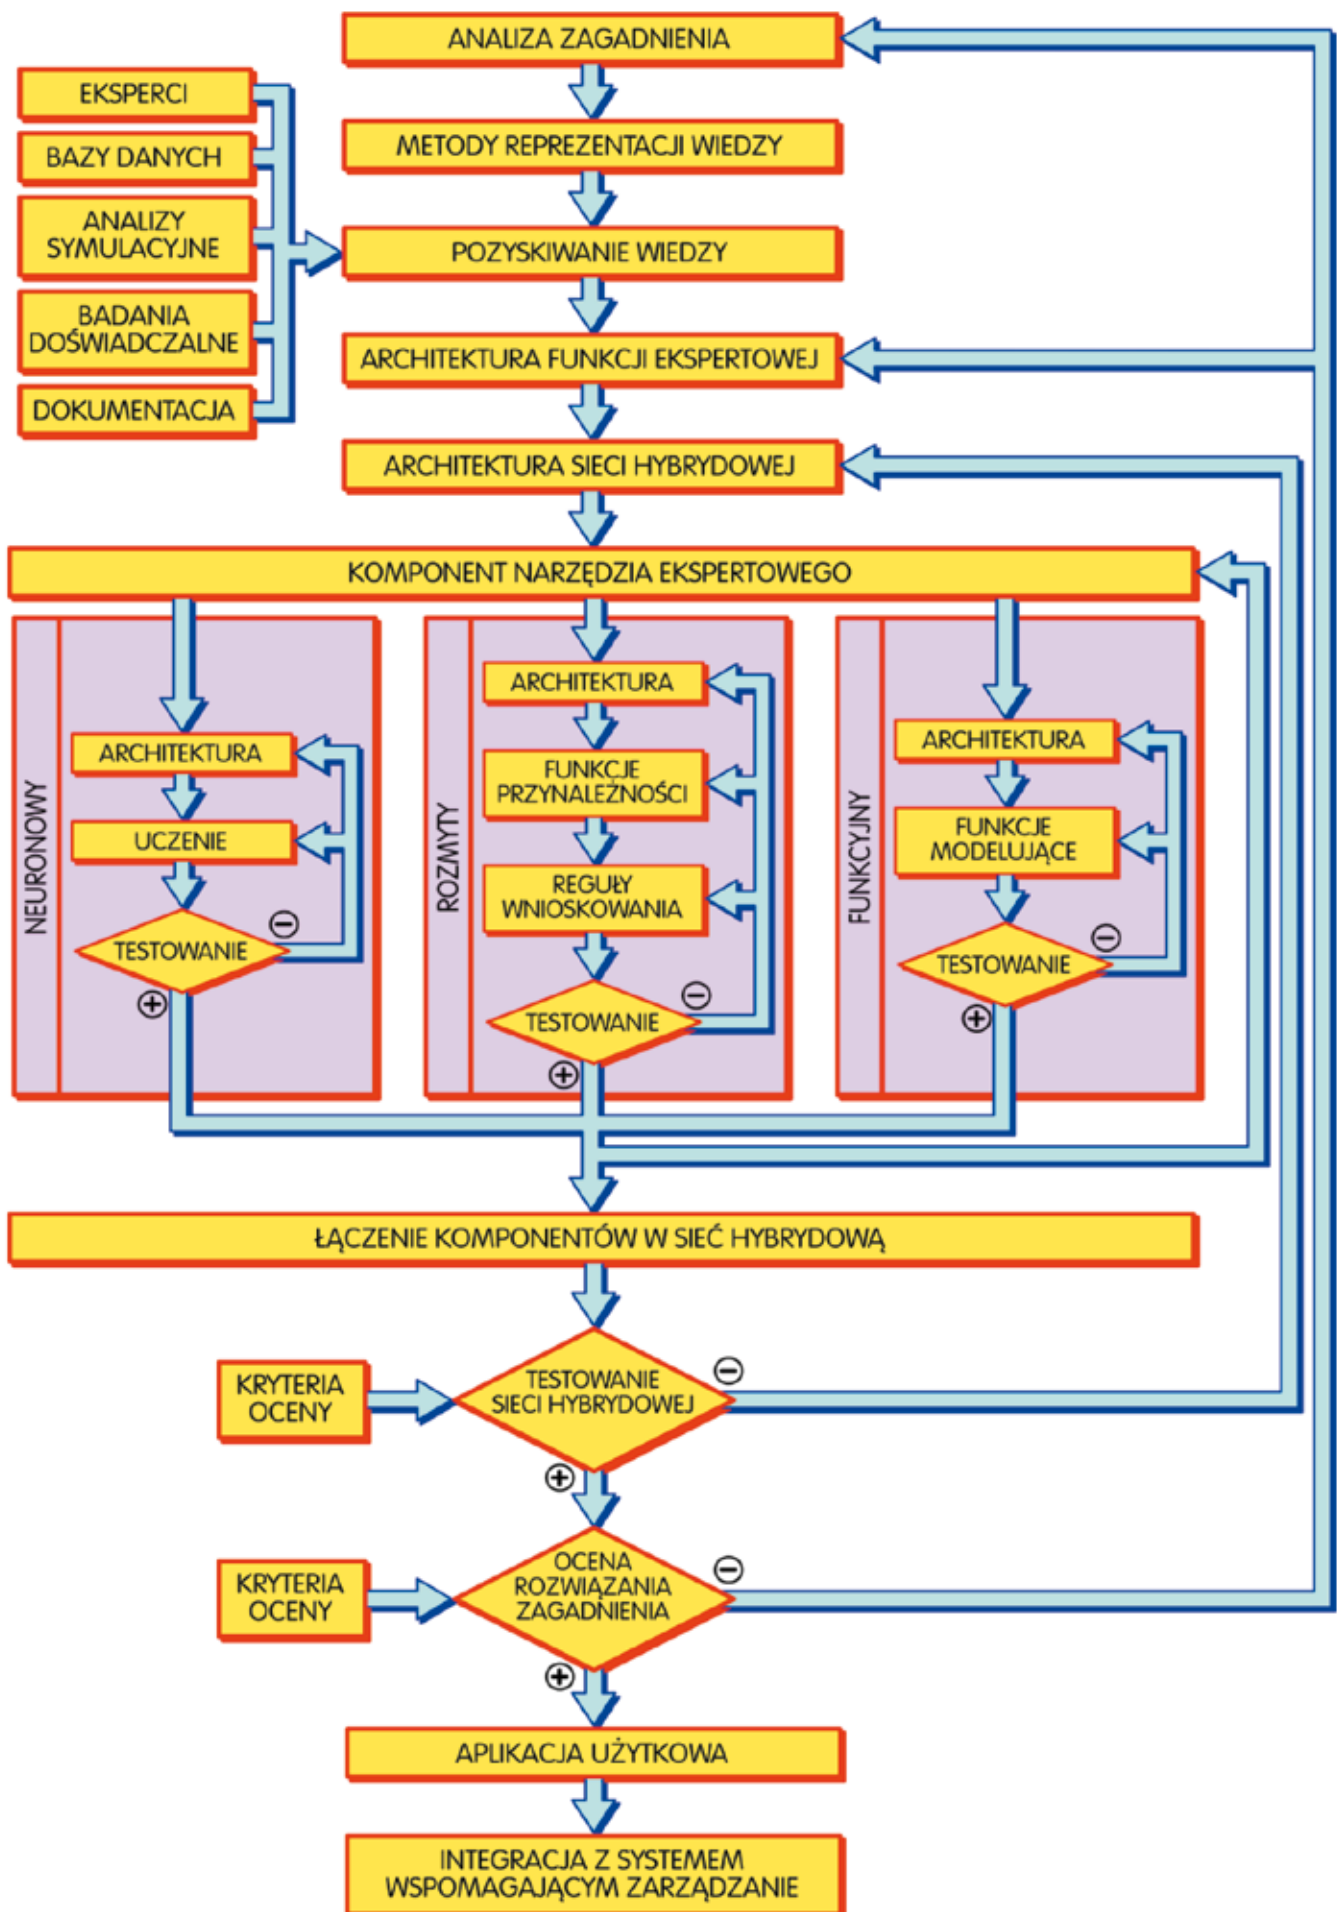 ANALIZA ZAGADNIENIA
EKSPERCI
BAZY DANYCH
ANALIZY
SYMULACYJNE
BADANIA
DOŚWIADCZALNE
DOKUMENTACJA
METODY REPREZENTACJI WIEDZY
POZYSKIWANIE WIEDZY
ARCHITEKTURA FUNKCJI EKSPERTOWEJ
ARCHITEKTURA SIECI HYBRYDOWEJ
KOMPONENT NARZĘDZIA EKSPERTOWEGO
NEURONOWY
ARCHITEKTURA
UCZENIE
TESTOWANIE
ROZMYTY
ARCHITEKTURA
FUNKCJE
PRZYNALEŻNOŚCI
REGUŁY
WNIOSKOWANIA
TESTOWANIE
FUNKCYJNY
ARCHITEKTURA
FUNKCJE
MODELUJĄCE
TESTOWANIE
ŁĄCZENIE KOMPONENTÓW W SIEĆ HYBRYDOWĄ
KRYTERIA
OCENY
TESTOWANIE
SIECI HYBRYDOWEJ
KRYTERIA
OCENY
OCENA
ROZWIĄZANIA
ZAGADNIENIA
APLIKACJA UŻYTKOWA
INTEGRACJA Z SYSTEMEM
WSPOMAGAJĄCYM ZARZĄDZANIE